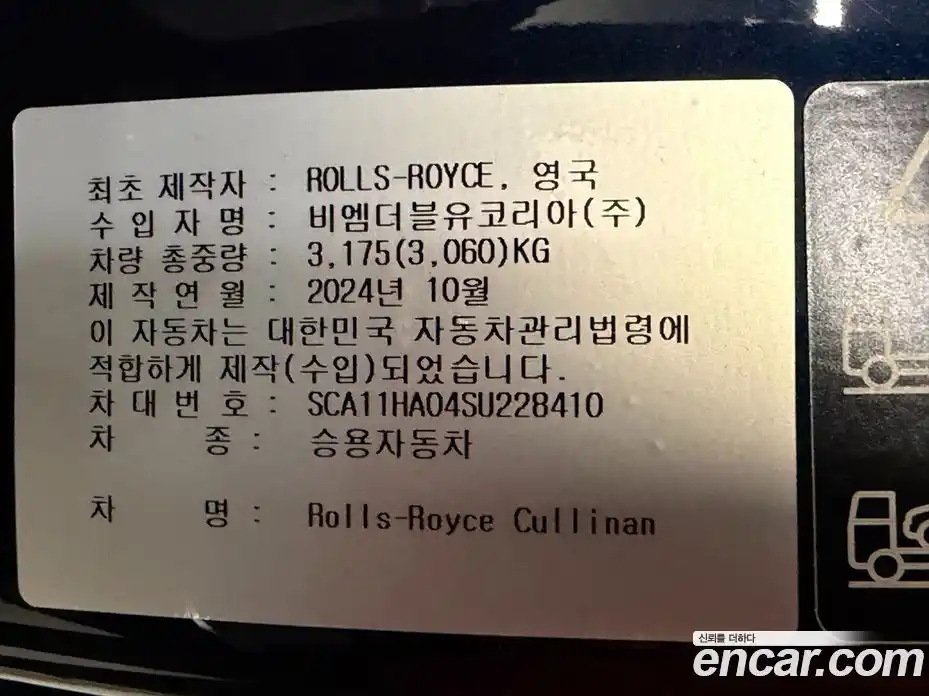 최초 제작자 : ROLLS-ROYCE, 영국
수 입 자 명 : 비엠더블유코리아(주)
차량 총중량 : 3,175(3,060)KG
제 작 연 월 : 2024년 10월
이 자동차는 대한민국 자동차관리법령에
적합하게 제작(수입)되었습니다.
차 대 번 호 : SCA11HA04SU228410
차 종 : 승용자동차
차 명 : Rolls-Royce Cullinan
신뢰를 더하다
encar.com